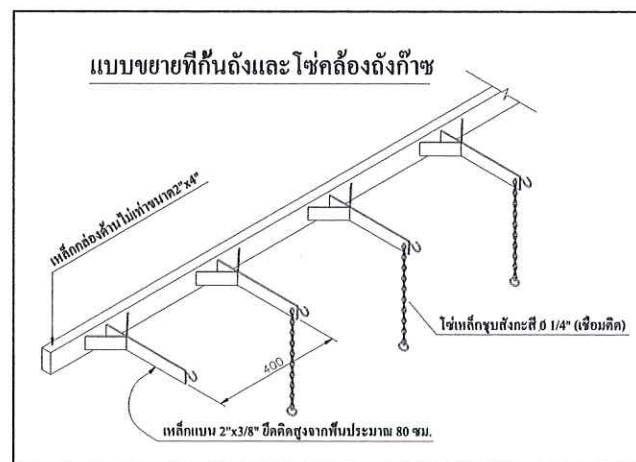 แบบขยายที่กั้นถังและโซ่คล้องถังก๊าซ
เหล็กกล่องด้านไม่เท่าขนาด2"x4"
โซ่เหล็กชุบสังกะสี Ø 1/4" (เชื่อมติด)
400
เหล็กแบน 2"x3/8" ยึดติดสูงจากพื้นประมาณ 80 ซม.